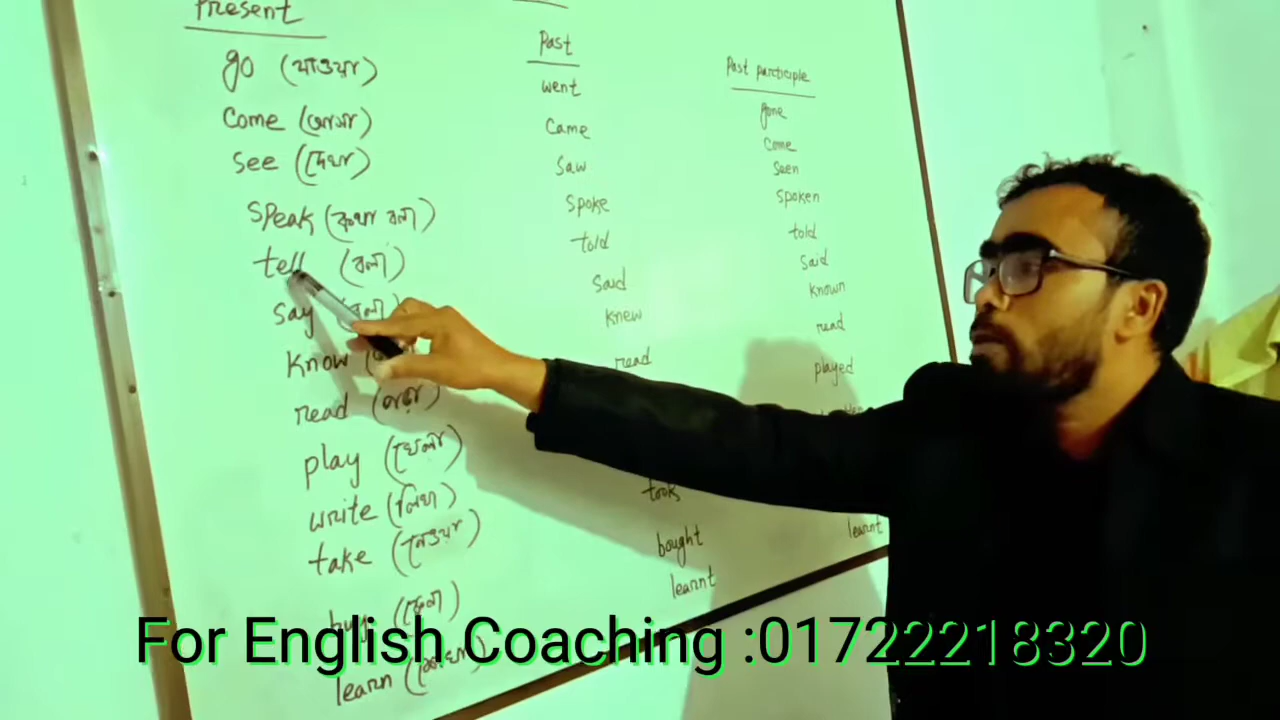 Present
go (যাওয়া)
Come (আসা)
See (দেখা)
Speak (কথা বলা)
tell (বলা)
Say (বলা)
Know
read (পড়া)
play (খেলা)
write (লিখা)
take (নেওয়া)
buy (কেনা)
learn
Past
went
Came
Saw
Spoke
told
Said
knew
read
took
bought
learnt
Past participle
gone
Come
Seen
Spoken
told
Said
known
read
played
learnt
For English Coaching :01722218320